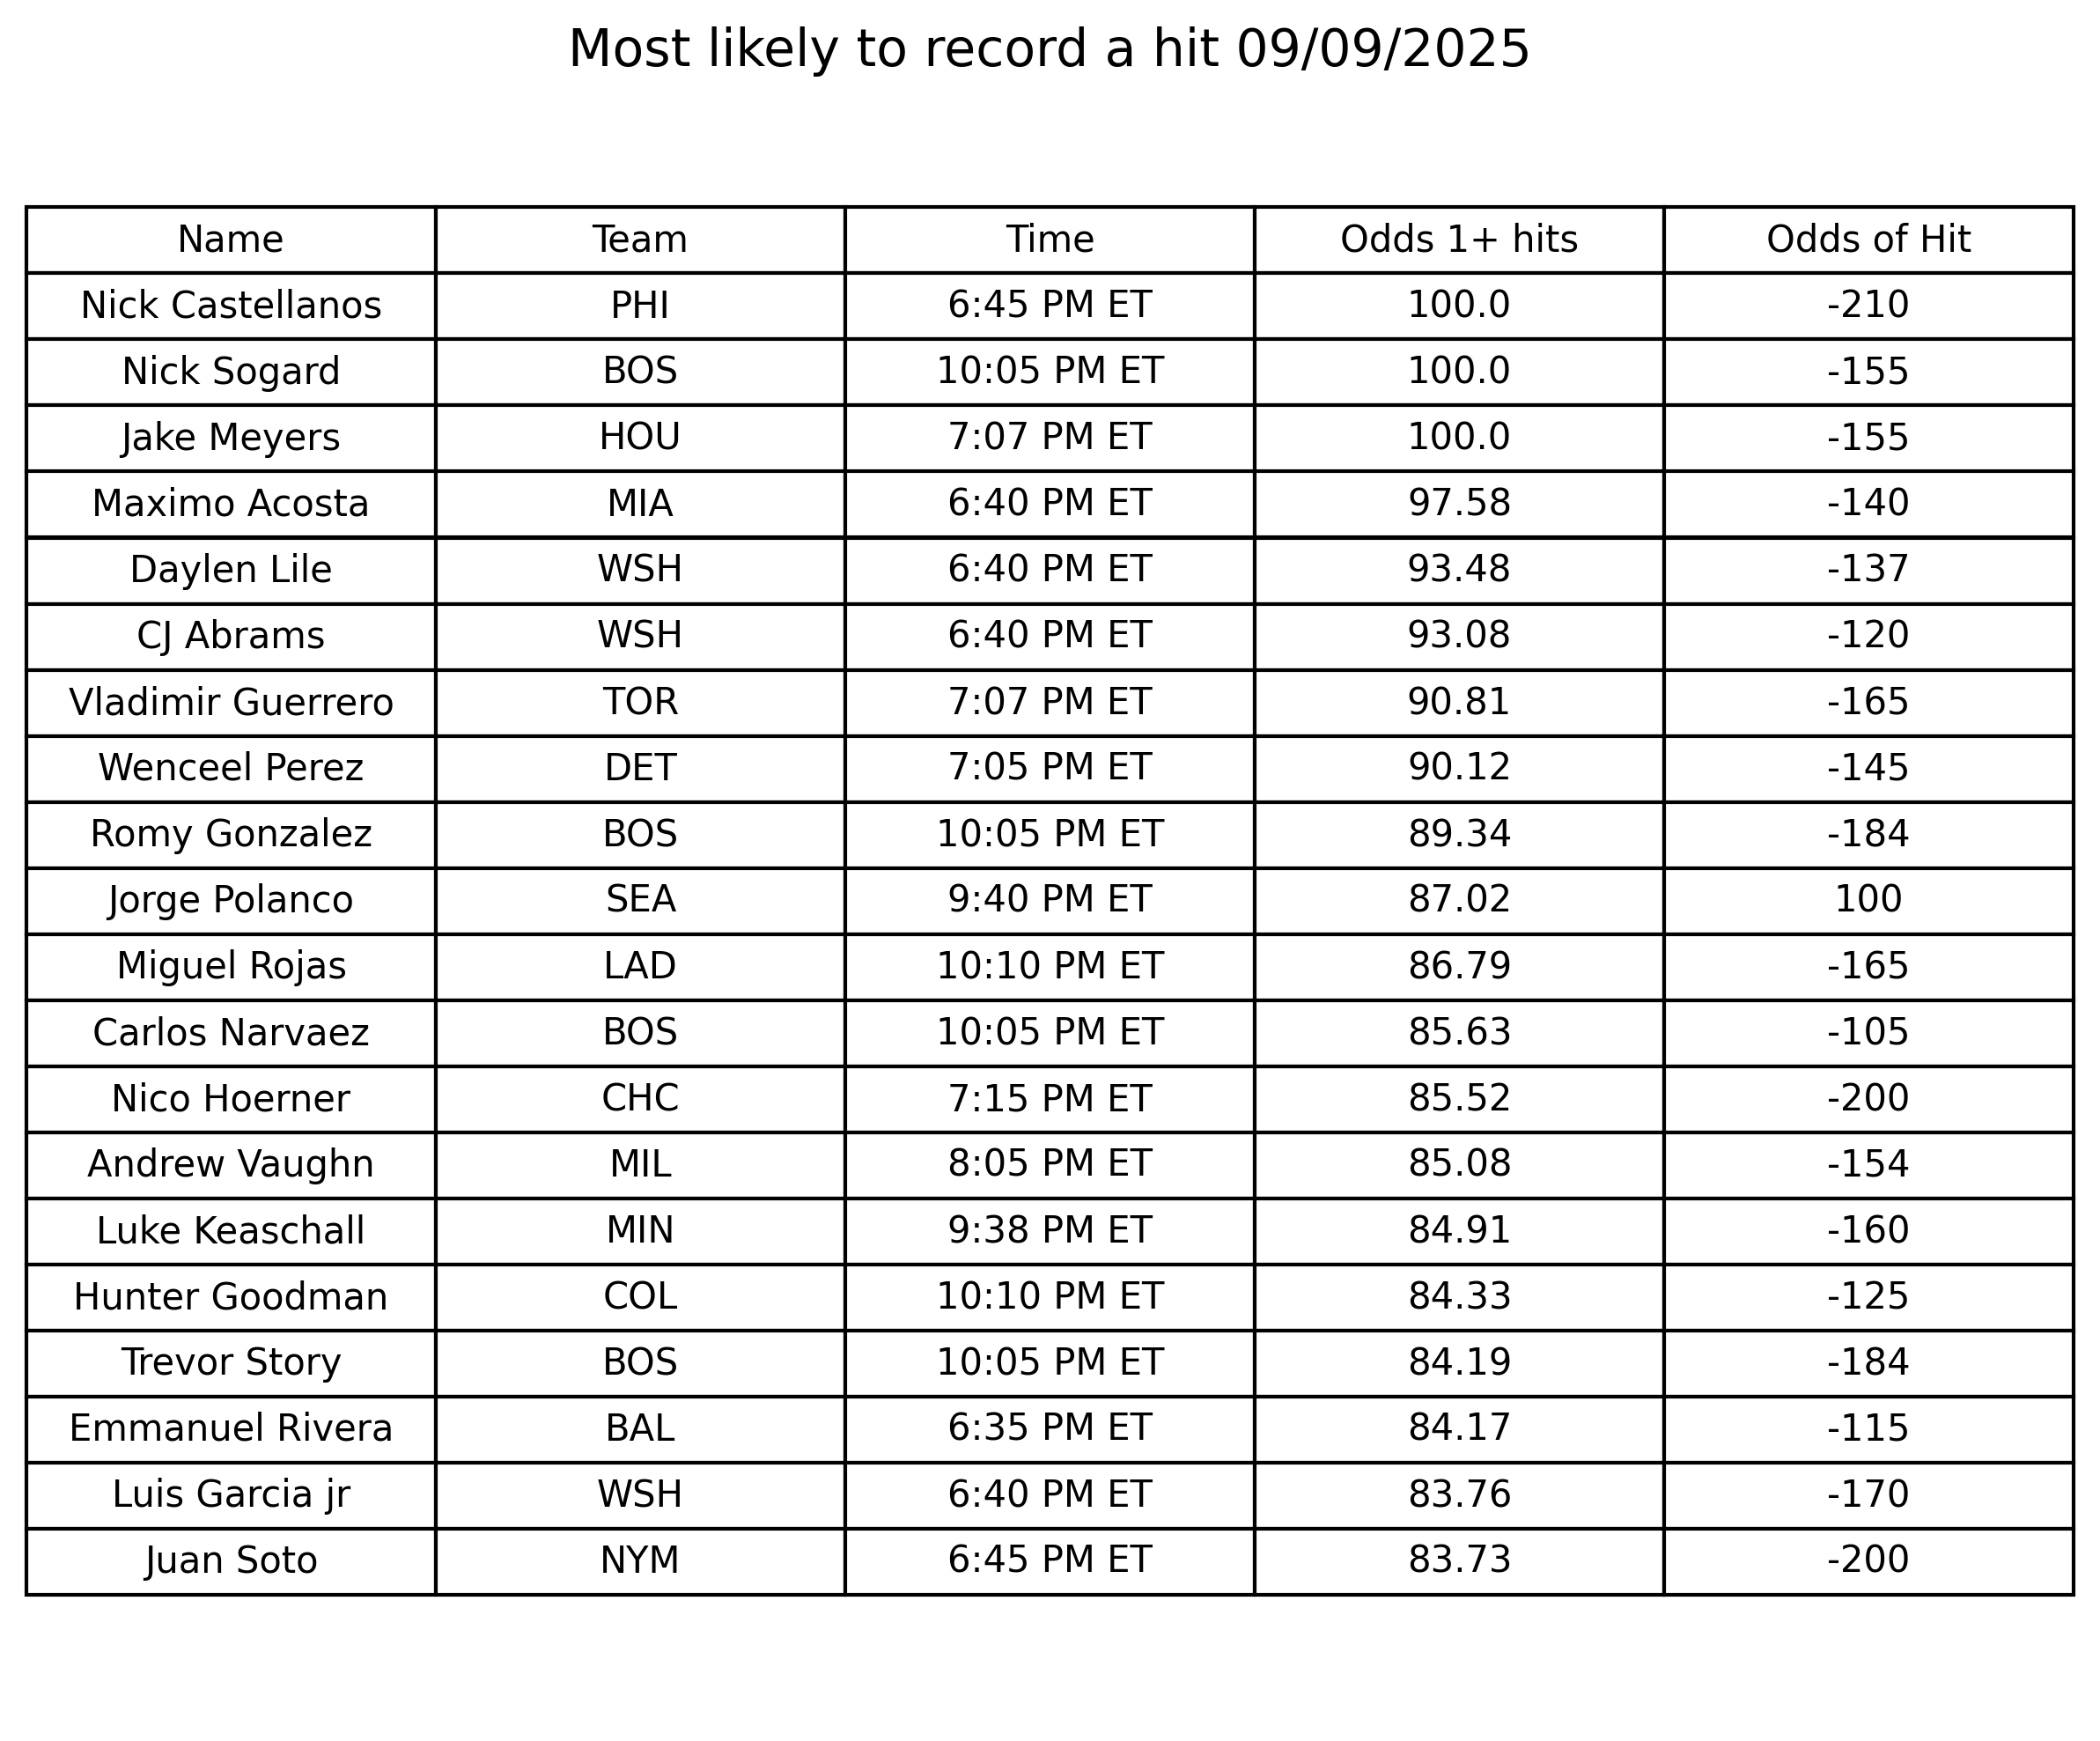 Most likely to record a hit 09/09/2025
Name Team Time Odds 1+ hits Odds of Hit
Nick Castellanos PHI 6:45 PM ET 100.0 -210
Nick Sogard BOS 10:05 PM ET 100.0 -155
Jake Meyers HOU 7:07 PM ET 100.0 -155
Maximo Acosta MIA 6:40 PM ET 97.58 -140
Daylen Lile WSH 6:40 PM ET 93.48 -137
CJ Abrams WSH 6:40 PM ET 93.08 -120
Vladimir Guerrero TOR 7:07 PM ET 90.81 -165
Wenceel Perez DET 7:05 PM ET 90.12 -145
Romy Gonzalez BOS 10:05 PM ET 89.34 -184
Jorge Polanco SEA 9:40 PM ET 87.02 100
Miguel Rojas LAD 10:10 PM ET 86.79 -165
Carlos Narvaez BOS 10:05 PM ET 85.63 -105
Nico Hoerner CHC 7:15 PM ET 85.52 -200
Andrew Vaughn MIL 8:05 PM ET 85.08 -154
Luke Keaschall MIN 9:38 PM ET 84.91 -160
Hunter Goodman COL 10:10 PM ET 84.33 -125
Trevor Story BOS 10:05 PM ET 84.19 -184
Emmanuel Rivera BAL 6:35 PM ET 84.17 -115
Luis Garcia jr WSH 6:40 PM ET 83.76 -170
Juan Soto NYM 6:45 PM ET 83.73 -200